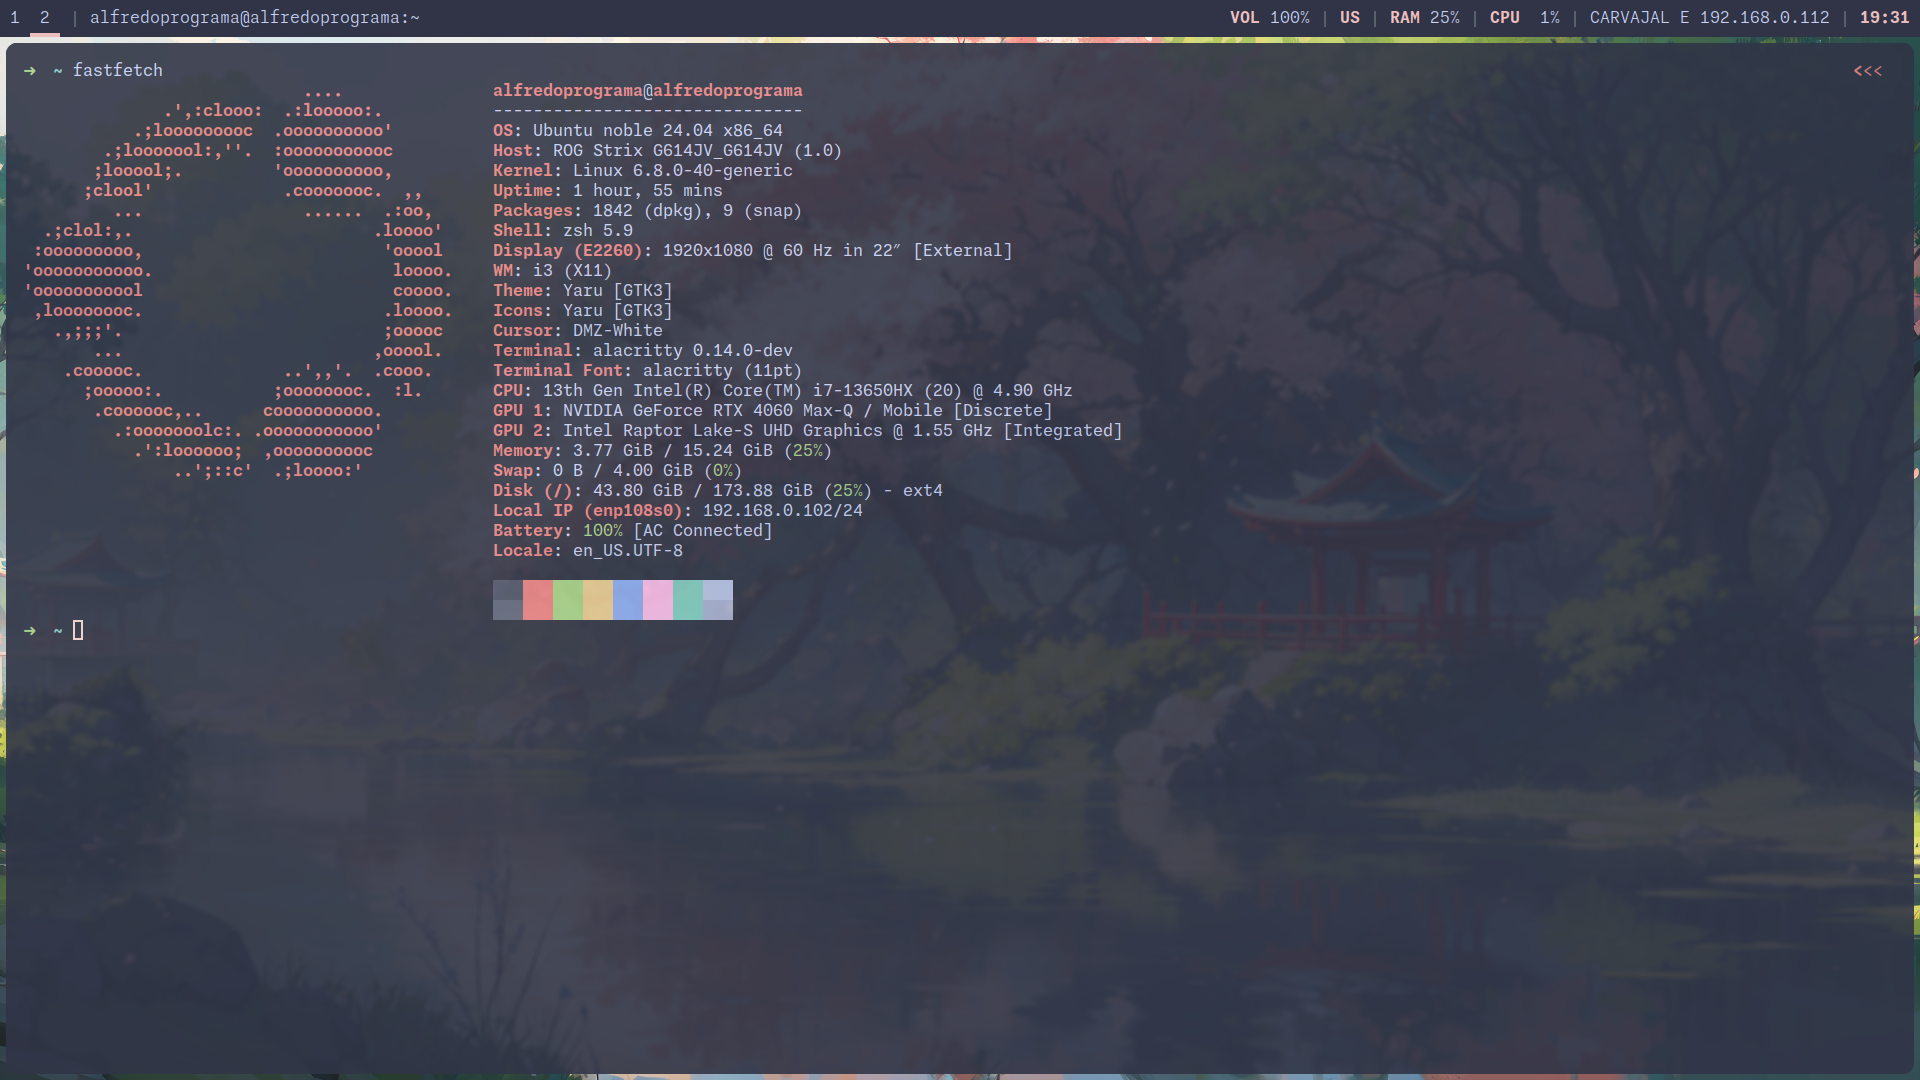 1 2 | alfredoprograma@alfredoprograma:~ VOL 100% | US | RAM 25% | CPU 1% | CARVAJAL E 192.168.0.112 | 19:31
→ ~ fastfetch <<<
.... alfredoprograma@alfredoprograma
.',:clooo: .:looooo:. -------------------------------
.;looooooooc .oooooooooo' OS: Ubuntu noble 24.04 x86_64
.;looooool:,''. :ooooooooooc Host: ROG Strix G614JV_G614JV (1.0)
;looool;. 'oooooooooo, Kernel: Linux 6.8.0-40-generic
;clool' .cooooooc. ,, Uptime: 1 hour, 55 mins
... ...... .:oo, Packages: 1842 (dpkg), 9 (snap)
.;clol:,. .loooo' Shell: zsh 5.9
:ooooooooo, 'ooool Display (E2260): 1920x1080 @ 60 Hz in 22″ [External]
'ooooooooooo. loooo. WM: i3 (X11)
'ooooooooool coooo. Theme: Yaru [GTK3]
,loooooooc. .loooo. Icons: Yaru [GTK3]
.,;;;'. ;ooooc Cursor: DMZ-White
... ,ooool. Terminal: alacritty 0.14.0-dev
.cooooc. ..',,'. .cooo. Terminal Font: alacritty (11pt)
;ooooo:. ;oooooooc. :l. CPU: 13th Gen Intel(R) Core(TM) i7-13650HX (20) @ 4.90 GHz
.coooooc,.. coooooooooo. GPU 1: NVIDIA GeForce RTX 4060 Max-Q / Mobile [Discrete]
.:ooooooolc:. .ooooooooooo' GPU 2: Intel Raptor Lake-S UHD Graphics @ 1.55 GHz [Integrated]
.':loooooo; ,oooooooooc Memory: 3.77 GiB / 15.24 GiB (25%)
..';::c' .;loooo:' Swap: 0 B / 4.00 GiB (0%)
Disk (/): 43.80 GiB / 173.88 GiB (25%) - ext4
Local IP (enp108s0): 192.168.0.102/24
Battery: 100% [AC Connected]
Locale: en_US.UTF-8
→ ~